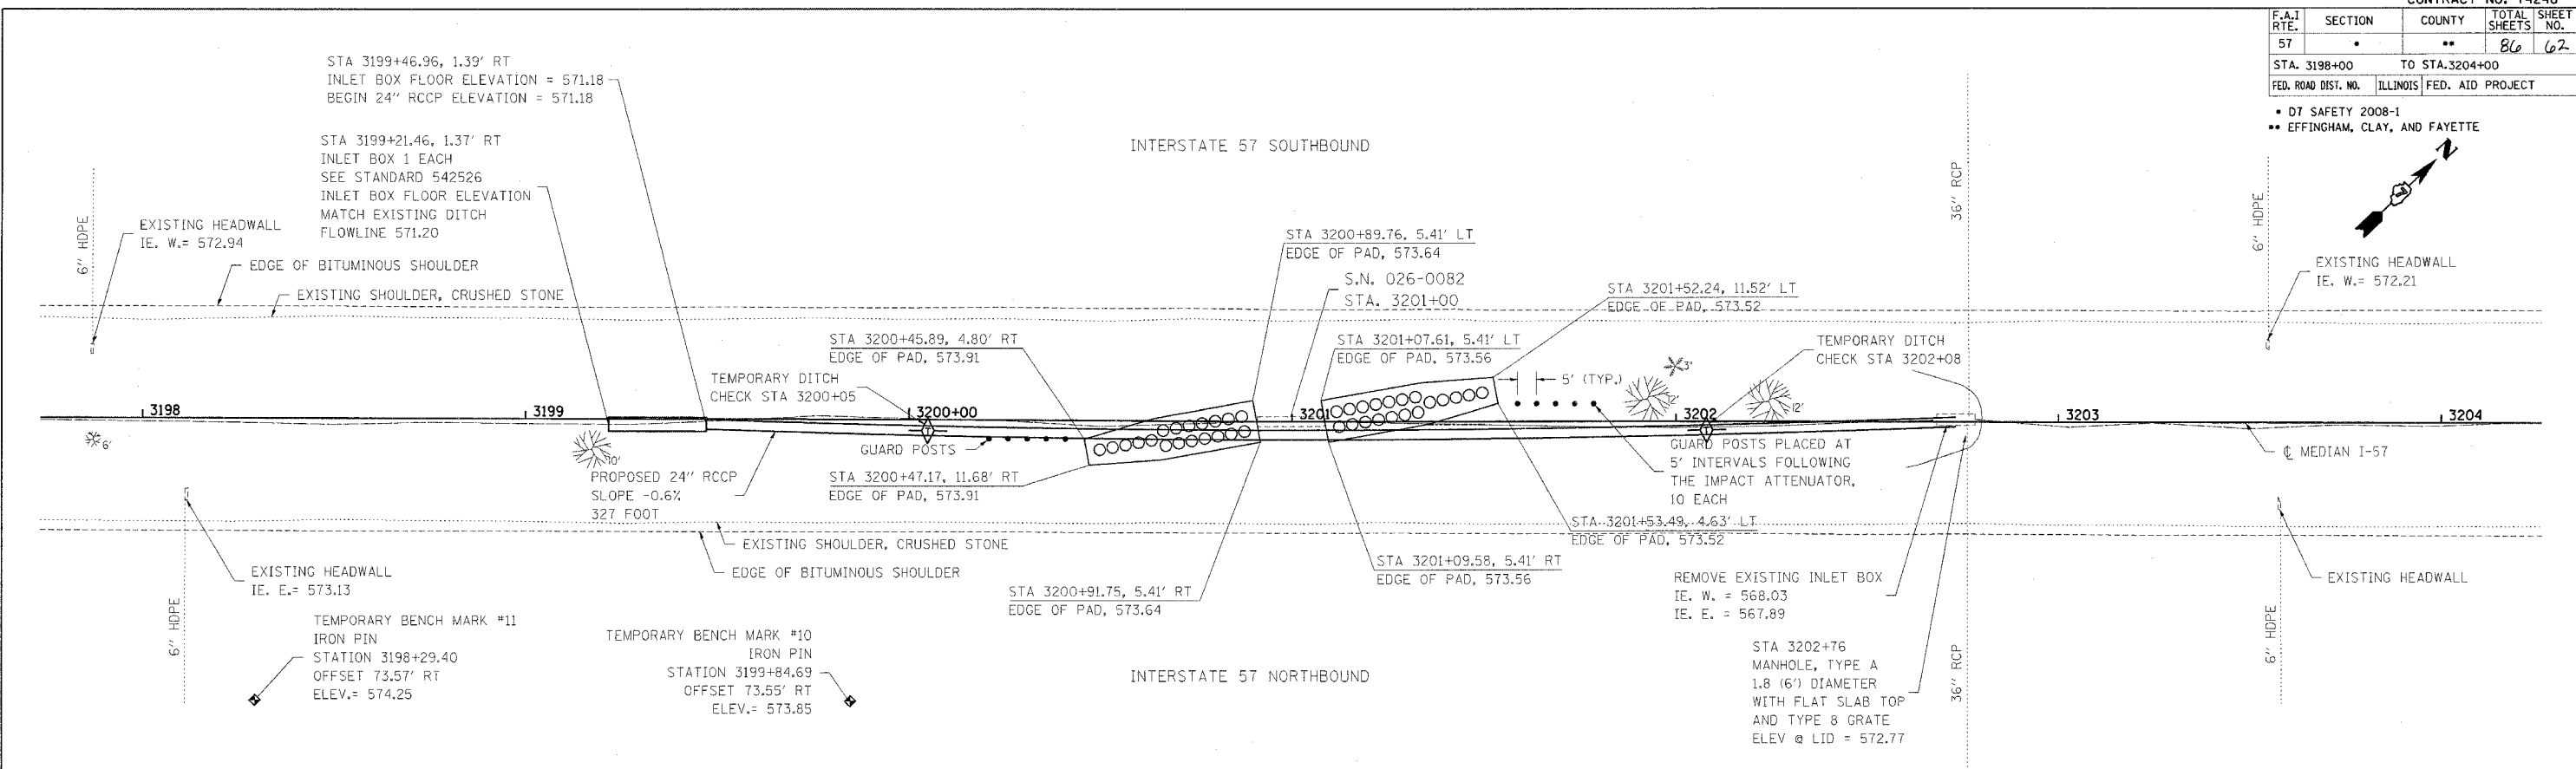 F.A.I RTE.
SECTION
COUNTY
TOTAL SHEETS
SHEET NO.
57
•
••
86
62
STA. 3198+00 TO STA.3204+00
FED. ROAD DIST. NO. ILLINOIS FED. AID PROJECT
• D7 SAFETY 2008-1
•• EFFINGHAM, CLAY, AND FAYETTE
N
STA 3199+46.96, 1.39' RT
INLET BOX FLOOR ELEVATION = 571.18
BEGIN 24" RCCP ELEVATION = 571.18
STA 3199+21.46, 1.37' RT
INLET BOX 1 EACH
SEE STANDARD 542526
INLET BOX FLOOR ELEVATION
MATCH EXISTING DITCH
FLOWLINE 571.20
INTERSTATE 57 SOUTHBOUND
6" HDPE
EXISTING HEADWALL
IE. W.= 572.94
EDGE OF BITUMINOUS SHOULDER
EXISTING SHOULDER, CRUSHED STONE
STA 3200+89.76, 5.41' LT
EDGE OF PAD, 573.64
S.N. 026-0082
STA. 3201+00
STA 3201+52.24, 11.52' LT
EDGE OF PAD, 573.52
36" RCP
6" HDPE
EXISTING HEADWALL
IE. W.= 572.21
STA 3200+45.89, 4.80' RT
EDGE OF PAD, 573.91
STA 3201+07.61, 5.41' LT
EDGE OF PAD, 573.56
TEMPORARY DITCH
CHECK STA 3202+08
TEMPORARY DITCH
CHECK STA 3200+05
5' (TYP.)
3'
12'
12'
3198
3199
3200+00
3201
3202
3203
3204
6'
10'
GUARD POSTS
PROPOSED 24" RCCP
SLOPE -0.6%
327 FOOT
STA 3200+47.17, 11.68' RT
EDGE OF PAD, 573.91
GUARD POSTS PLACED AT
5' INTERVALS FOLLOWING
THE IMPACT ATTENUATOR,
10 EACH
℄ MEDIAN I-57
STA 3201+53.49, 4.63' LT
EDGE OF PAD, 573.52
EXISTING SHOULDER, CRUSHED STONE
EDGE OF BITUMINOUS SHOULDER
STA 3201+09.58, 5.41' RT
EDGE OF PAD, 573.56
STA 3200+91.75, 5.41' RT
EDGE OF PAD, 573.64
EXISTING HEADWALL
IE. E.= 573.13
6" HDPE
TEMPORARY BENCH MARK #11
IRON PIN
STATION 3198+29.40
OFFSET 73.57' RT
ELEV.= 574.25
TEMPORARY BENCH MARK #10
IRON PIN
STATION 3199+84.69
OFFSET 73.55' RT
ELEV.= 573.85
INTERSTATE 57 NORTHBOUND
REMOVE EXISTING INLET BOX
IE. W. = 568.03
IE. E. = 567.89
STA 3202+76
MANHOLE, TYPE A
1.8 (6') DIAMETER
WITH FLAT SLAB TOP
AND TYPE 8 GRATE
ELEV @ LID = 572.77
36" RCP
EXISTING HEADWALL
6" HDPE